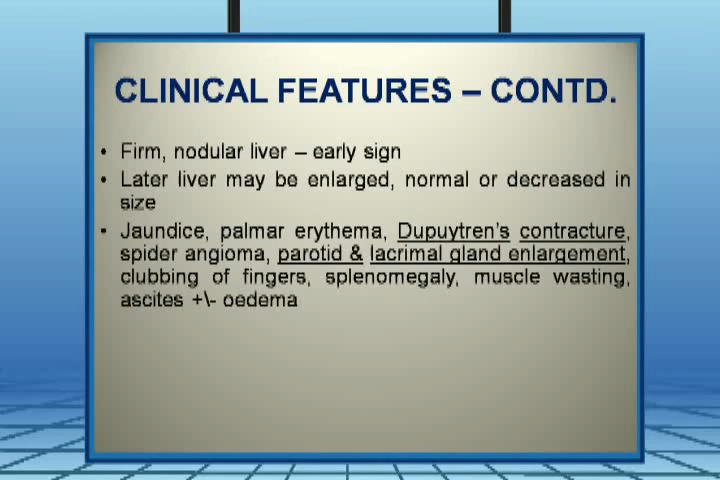 CLINICAL FEATURES – CONTD.
• Firm, nodular liver – early sign
• Later liver may be enlarged, normal or decreased in
size
• Jaundice, palmar erythema, Dupuytren's contracture,
spider angioma, parotid & lacrimal gland enlargement,
clubbing of fingers, splenomegaly, muscle wasting,
ascites +\- oedema